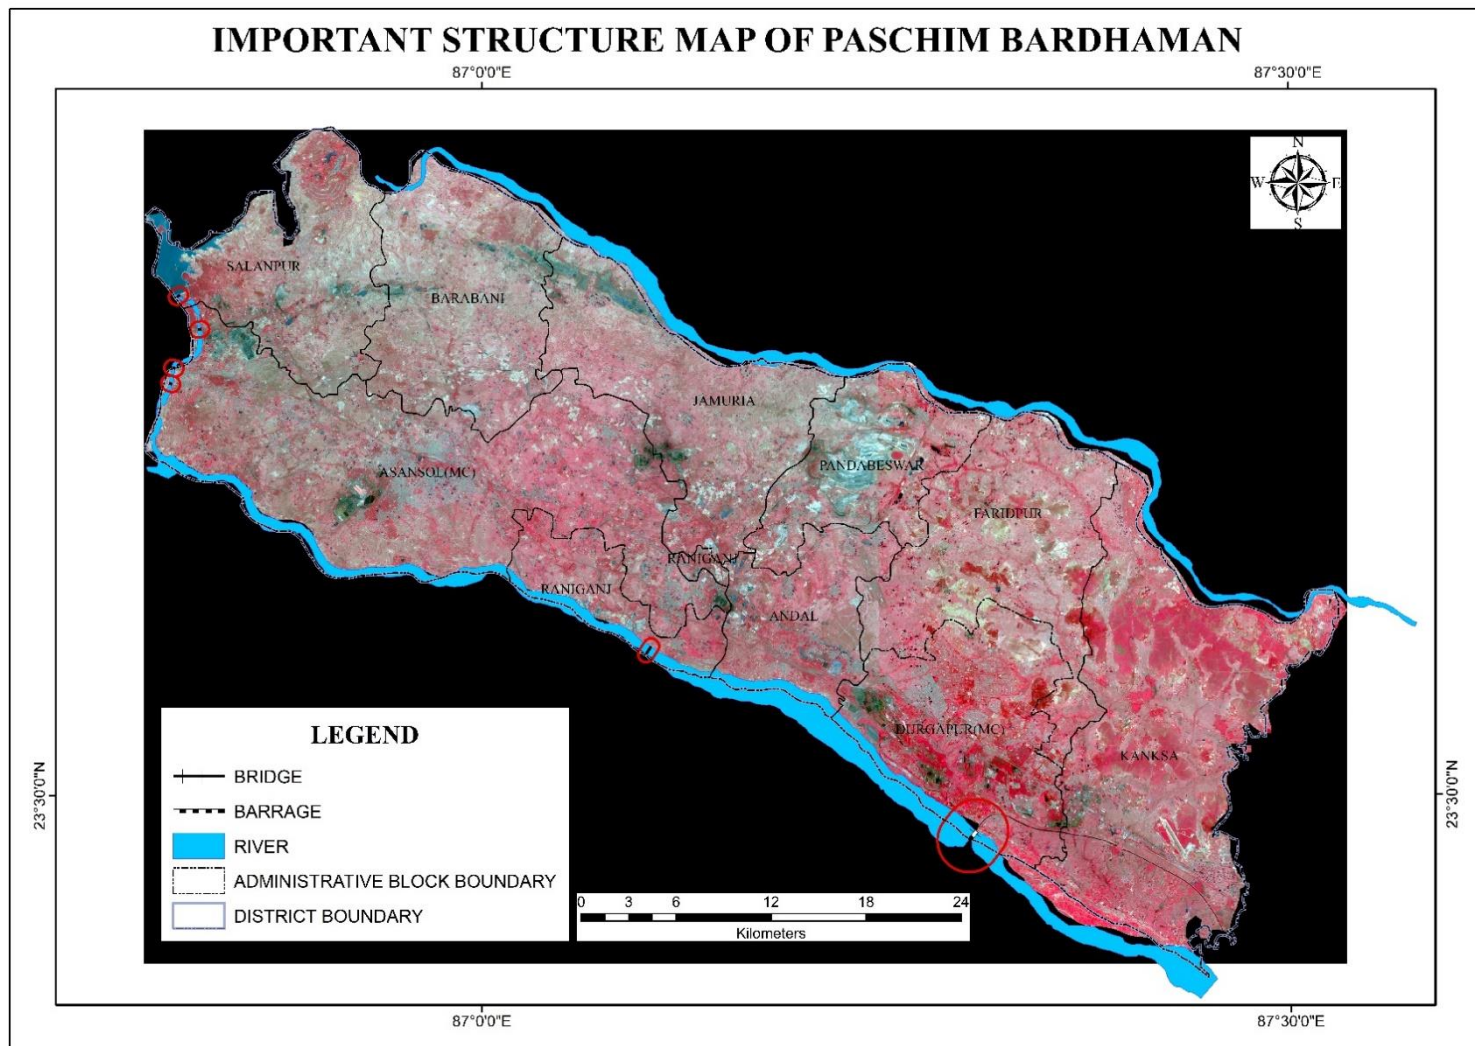 IMPORTANT STRUCTURE MAP OF PASCHIM BARDHAMAN
87°0'0"E 87°30'0"E
N
W E
S
SALANPUR
BARABANI
JAMURIA
ASANSOL(MC)
PANDABESWAR
FARIDPUR
RANIGANJ
RANIGANJ
ANDAL
DURGAPUR(MC)
KANKSA
LEGEND
BRIDGE
BARRAGE
RIVER
ADMINISTRATIVE BLOCK BOUNDARY
DISTRICT BOUNDARY
23°30'0"N
23°30'0"N
0 3 6 12 18 24
Kilometers
87°0'0"E 87°30'0"E